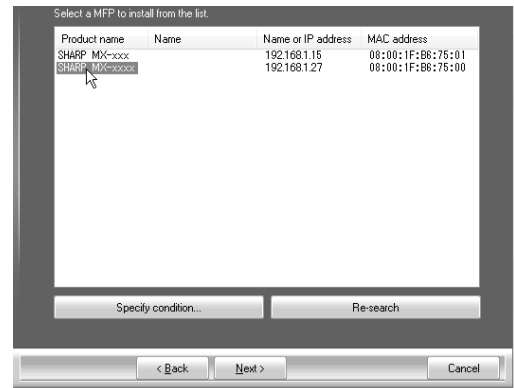 Select a MFP to install from the list.
Product name Name Name or IP address MAC address
SHARP MX-xxx 192.168.1.15 08:00:1F:B6:75:01
SHARP MX-xxxx 192.168.1.27 08:00:1F:B6:75:00
Specify condition... Re-search
< Back Next > Cancel